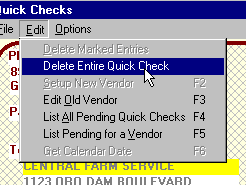 Quick Checks
File Edit Options
Delete Marked Entries
Delete Entire Quick Check
Setup New Vendor F2
Edit Old Vendor F3
List All Pending Quick Checks F4
List Pending for a Vendor F5
Get Calendar Date F6
CENTRAL FARM SERVICE
1123 ORO DAM BOULEVARD